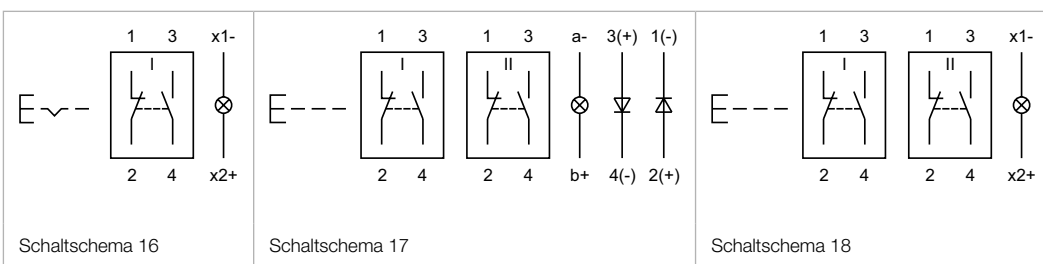 1 3 x1-
I
2 4 x2+
Schaltschema 16
1 3 1 3 a- 3(+) 1(-)
I II
2 4 2 4 b+ 4(-) 2(+)
Schaltschema 17
1 3 1 3 x1-
I II
2 4 2 4 x2+
Schaltschema 18